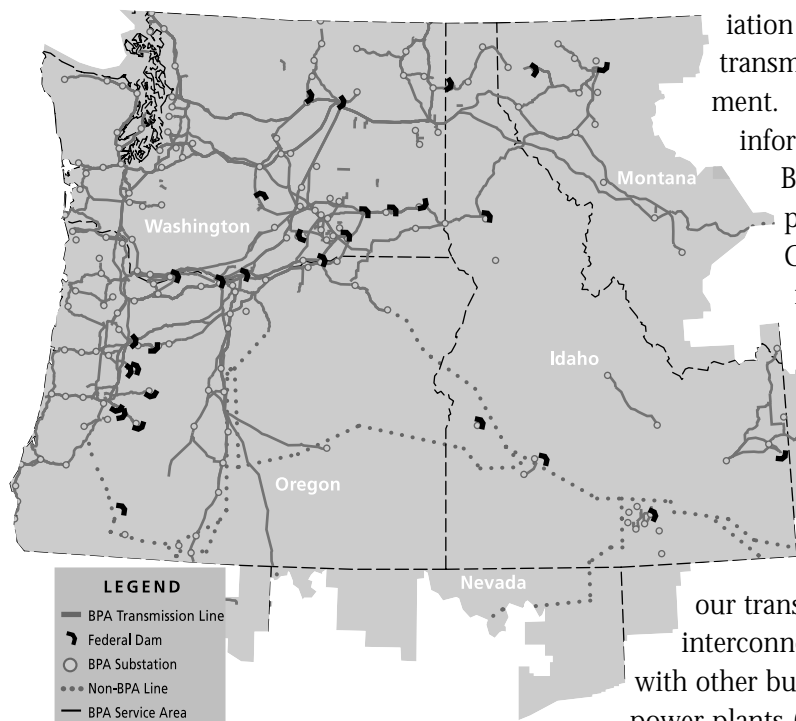 iation
transm
ment.
infor
B
p
C
Washington
Montana
Idaho
Oregon
Nevada
LEGEND
BPA Transmission Line
Federal Dam
BPA Substation
Non-BPA Line
BPA Service Area
our trans
interconne
with other bu
power plants